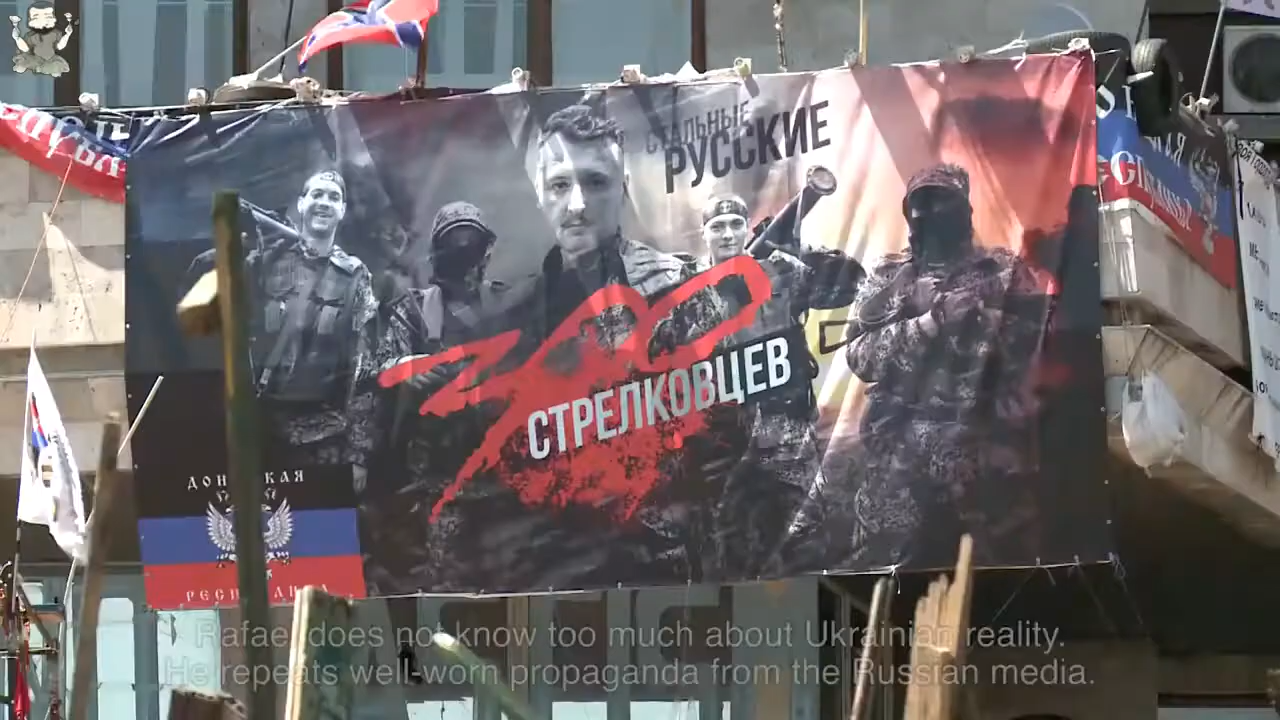 СТАЛЬНЫЕ
РУССКИЕ
300
СТРЕЛКОВЦЕВ
ДОНЕЦКАЯ
РЕСПУБЛИКА
Rafael does not know too much about Ukrainian reality.
He repeats well-worn propaganda from the Russian media.